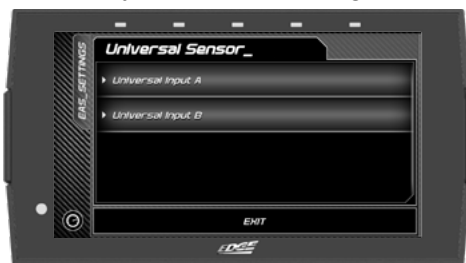 EAS_SETTINGS
Universal Sensor_
Universal Input A
Universal Input B
EXIT
EDGE